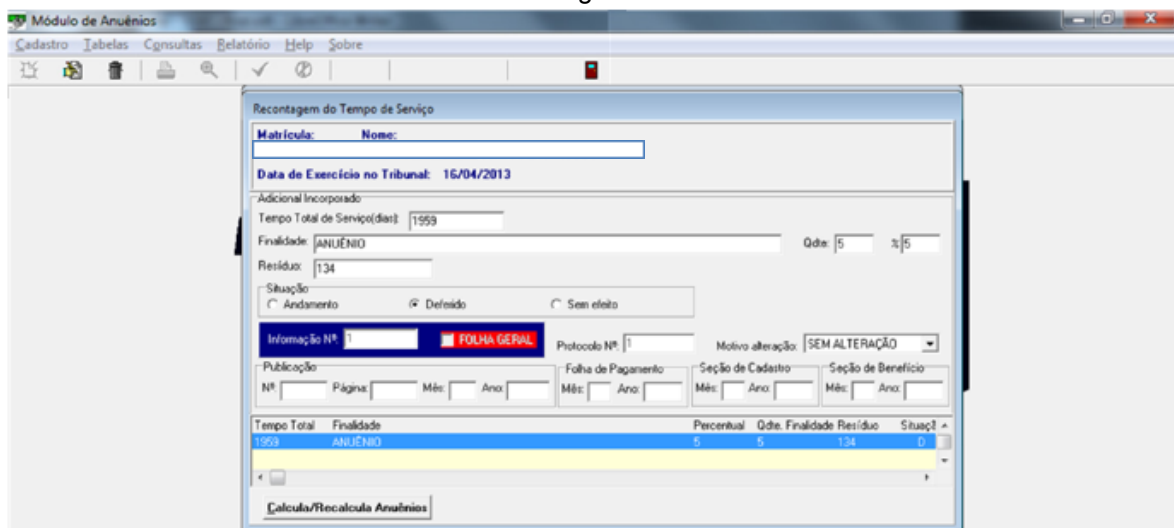 Módulo de Anuênios
Cadastro Tabelas Consultas Relatório Help Sobre
Recontagem do Tempo de Serviço
Matrícula: Nome:
Data de Exercício no Tribunal: 16/04/2013
Adicional Incorporado
Tempo Total de Serviço(dias): 1959
Finalidade: ANUÊNIO Qdte: 5 %: 5
Resíduo: 134
Situação
Andamento Deferido Sem efeito
Informação Nº: 1 FOLHA GERAL Protocolo Nº: 1 Motivo alteração: SEM ALTERAÇÃO
Publicação Folha de Pagamento Seção de Cadastro Seção de Benefício
Nº: Página: Mês: Ano: Mês: Ano: Mês: Ano: Mês: Ano:
Tempo Total Finalidade Percentual Qdte. Finalidade Resíduo Situaçã
1959 ANUÊNIO 5 5 134 D
Calcula/Recalcula Anuênios